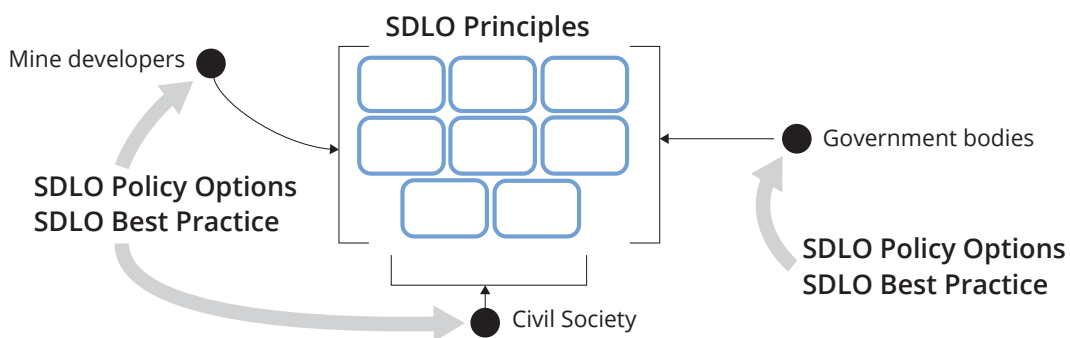 SDLO Principles
Mine developers
Government bodies
SDLO Policy Options
SDLO Best Practice
SDLO Policy Options
SDLO Best Practice
Civil Society